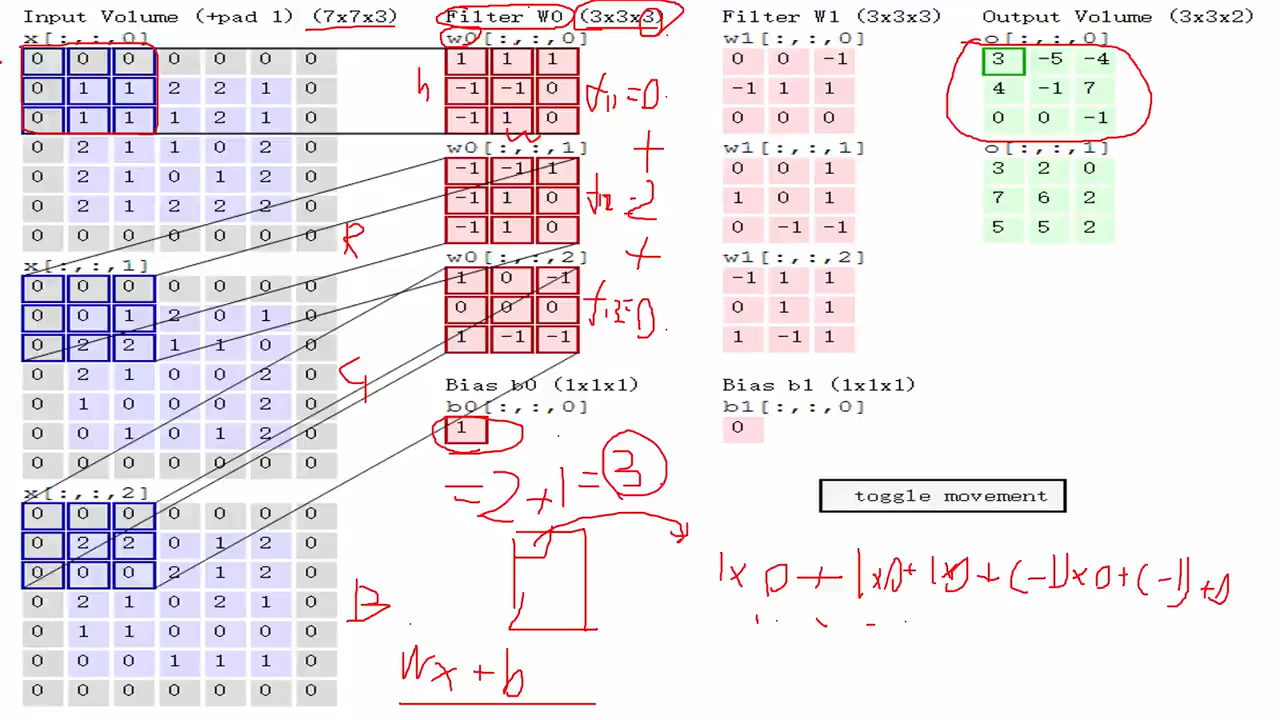 Input Volume (+pad 1) (7x7x3)
x[:,:,0]
0 0 0 0 0 0 0
0 1 1 2 2 1 0
0 1 1 1 2 1 0
0 2 1 1 0 2 0
0 2 1 0 1 2 0
0 2 1 2 2 2 0
0 0 0 0 0 0 0
R
x[:,:,1]
0 0 0 0 0 0 0
0 0 1 2 0 1 0
0 2 2 1 1 0 0
0 2 1 0 0 2 0
0 1 0 0 0 2 0
0 0 1 0 1 2 0
0 0 0 0 0 0 0
G
x[:,:,2]
0 0 0 0 0 0 0
0 2 2 0 1 2 0
0 0 0 2 1 2 0
0 2 1 0 2 1 0
0 1 1 0 0 0 0
0 0 0 1 1 1 0
0 0 0 0 0 0 0
B
Filter W0 (3x3x3)
w0[:,:,0]
1 1 1
-1 -1 0
-1 1 0
h
w
=0
+
w0[:,:,1]
-1 -1 1
-1 1 0
-1 1 0
2
+
w0[:,:,2]
1 0 -1
0 0 0
1 -1 -1
=0
Bias b0 (1x1x1)
b0[:,:,0]
1
=2+1=3
Wx+b
Filter W1 (3x3x3)
w1[:,:,0]
0 0 -1
-1 1 1
0 0 0
w1[:,:,1]
0 0 1
1 0 1
0 -1 -1
w1[:,:,2]
-1 1 1
0 1 1
1 -1 1
Bias b1 (1x1x1)
b1[:,:,0]
0
Output Volume (3x3x2)
o[:,:,0]
3 -5 -4
4 -1 7
0 0 -1
o[:,:,1]
3 2 0
7 6 2
5 5 2
toggle movement
1x0+1x0+1x0+(-1)x0+(-1)+0